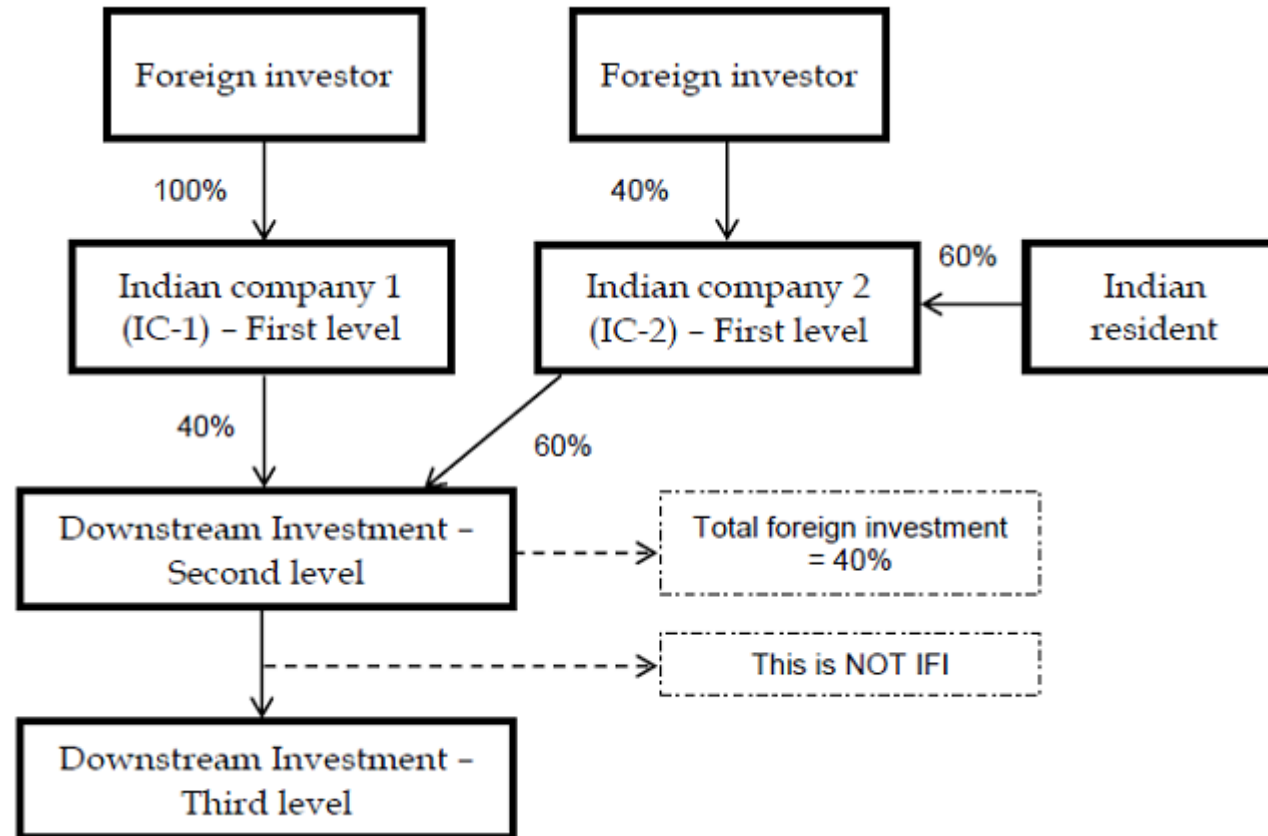 Foreign investor
Foreign investor
100%
40%
Indian company 1
(IC-1) – First level
Indian company 2
(IC-2) – First level
60%
Indian
resident
40%
60%
Downstream Investment –
Second level
Total foreign investment
= 40%
This is NOT IFI
Downstream Investment –
Third level